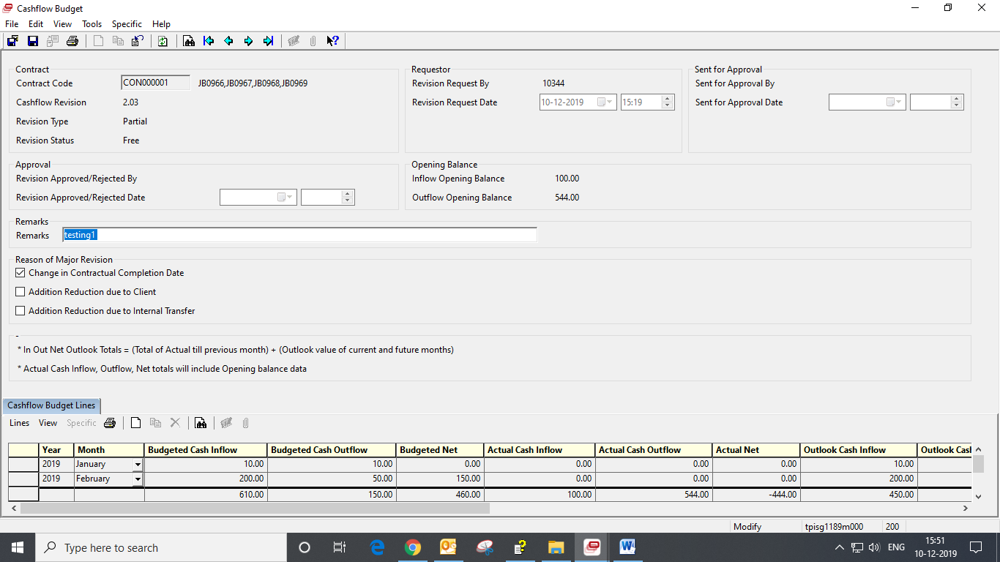 Cashflow Budget
File Edit View Tools Specific Help
Contract
Contract Code CON000001 JB0966,JB0967,JB0968,JB0969
Cashflow Revision 2.03
Revision Type Partial
Revision Status Free
Requestor
Revision Request By 10344
Revision Request Date 10-12-2019 15:19
Sent for Approval
Sent for Approval By
Sent for Approval Date
Approval
Revision Approved/Rejected By
Revision Approved/Rejected Date
Opening Balance
Inflow Opening Balance 100.00
Outflow Opening Balance 544.00
Remarks
Remarks testing1
Reason of Major Revision
Change in Contractual Completion Date
Addition Reduction due to Client
Addition Reduction due to Internal Transfer
-
* In Out Net Outlook Totals = (Total of Actual till previous month) + (Outlook value of current and future months)
* Actual Cash Inflow, Outflow, Net totals will include Opening balance data
Cashflow Budget Lines
Lines View Specific
Year Month Budgeted Cash Inflow Budgeted Cash Outflow Budgeted Net Actual Cash Inflow Actual Cash Outflow Actual Net Outlook Cash Inflow Outlook Cas
2019 January 10.00 10.00 0.00 0.00 0.00 0.00 10.00
2019 February 200.00 50.00 150.00 0.00 0.00 0.00 200.00
610.00 150.00 460.00 100.00 544.00 -444.00 450.00
Modify tpisg1189m000 200
Type here to search
ENG
15:51
10-12-2019